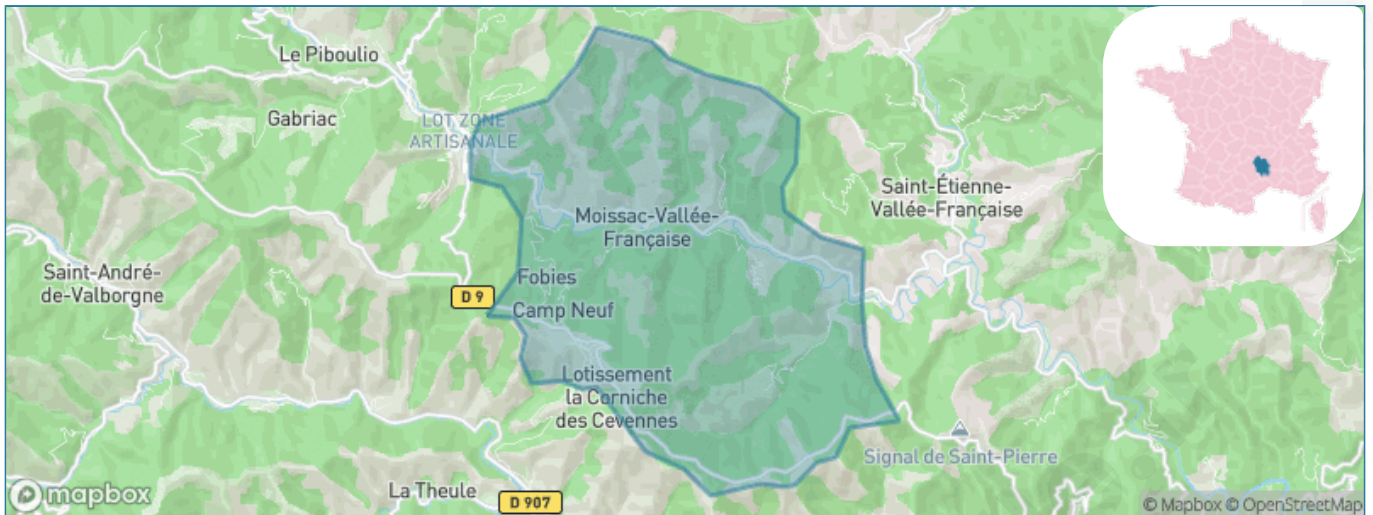 Le Piboulio
Gabriac
LOT ZONE
ARTISANALE
Saint-Étienne-
Vallée-Française
Moissac-Vallée-
Française
Saint-André-
de-Valborgne
Fobies
D 9
Camp Neuf
Lotissement
la Corniche
des Cevennes
Signal de Saint-Pierre
La Theule
D 907
mapbox
© Mapbox © OpenStreetMap